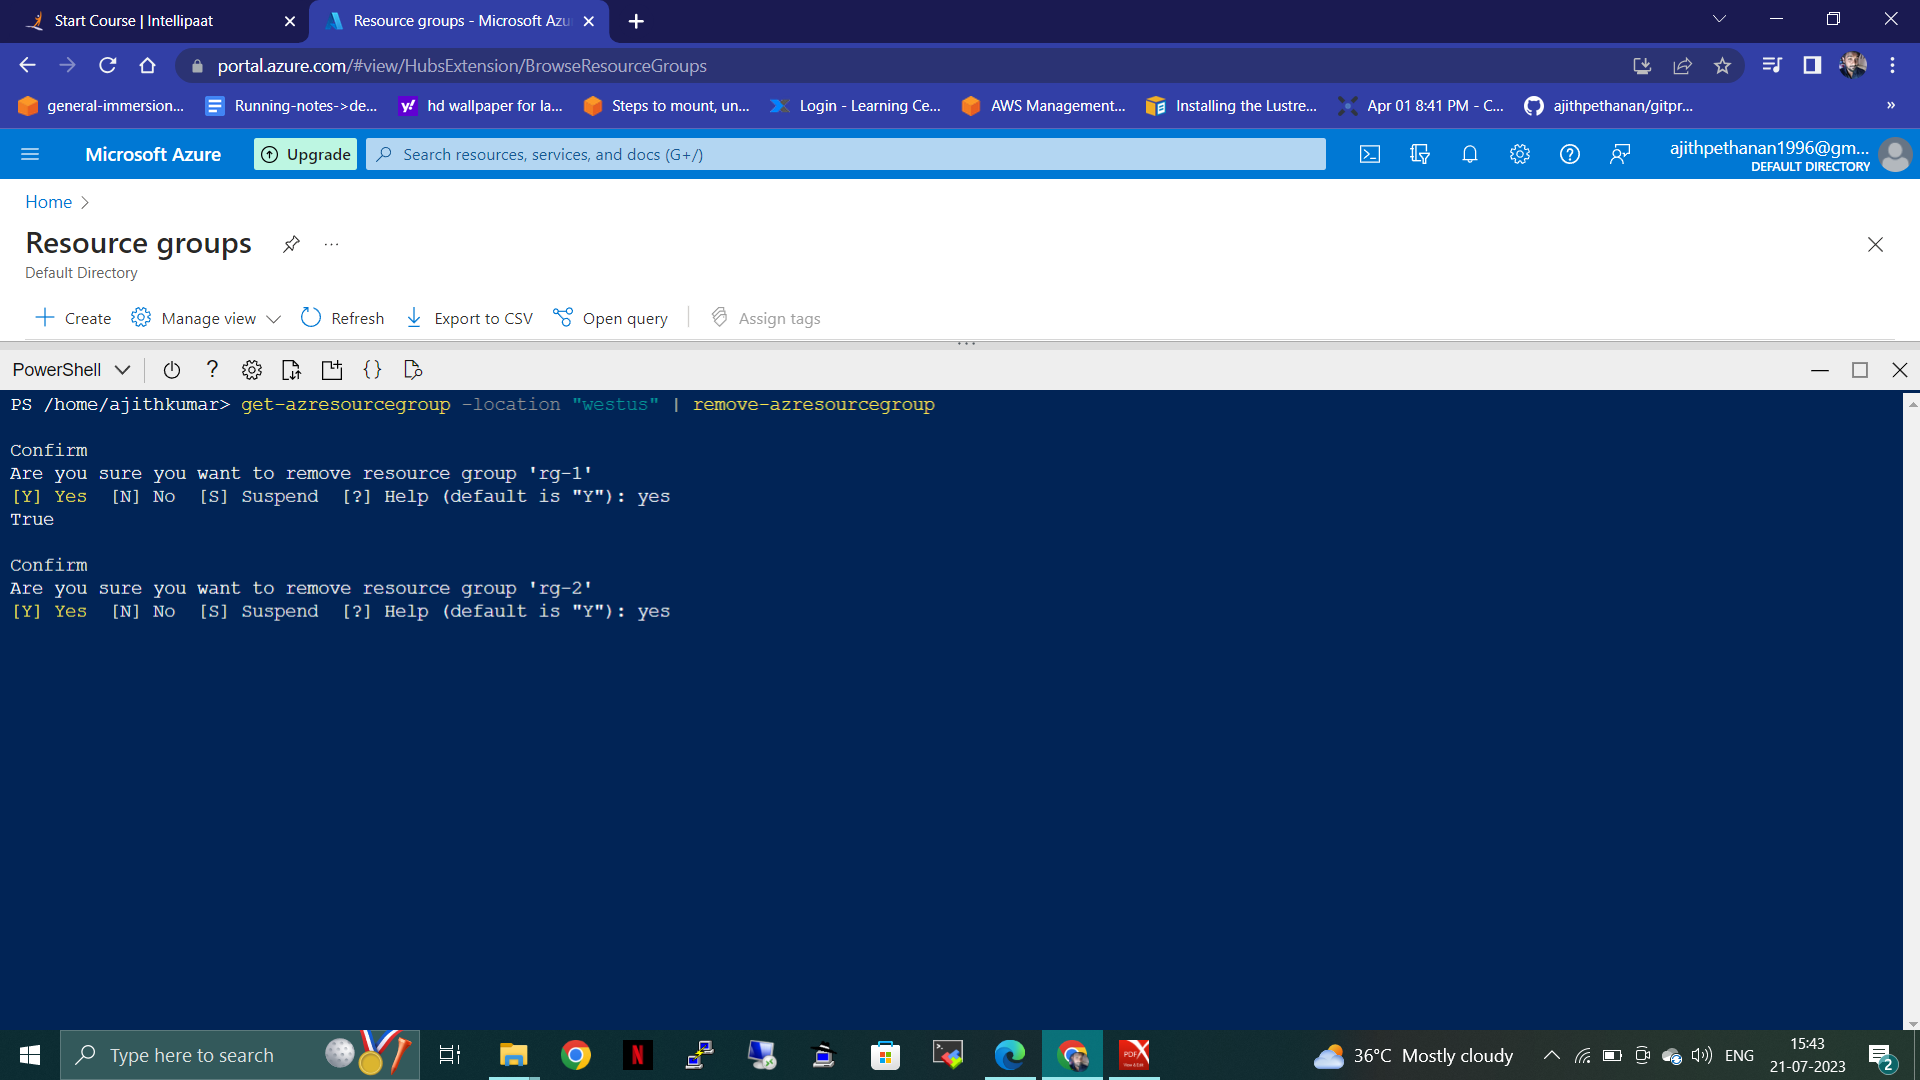 Start Course | Intellipaat
Resource groups - Microsoft Azu
portal.azure.com/#view/HubsExtension/BrowseResourceGroups
general-immersion... Running-notes->de... hd wallpaper for la... Steps to mount, un... Login - Learning Ce... AWS Management... Installing the Lustre... Apr 01 8:41 PM - C... ajithpethanan/gitpr... »
Microsoft Azure Upgrade Search resources, services, and docs (G+/) ajithpethanan1996@gm...
DEFAULT DIRECTORY
Home >
Resource groups ...
Default Directory
+ Create Manage view Refresh Export to CSV Open query Assign tags
PowerShell ? {}
PS /home/ajithkumar> get-azresourcegroup -location "westus" | remove-azresourcegroup
Confirm
Are you sure you want to remove resource group 'rg-1'
[Y] Yes [N] No [S] Suspend [?] Help (default is "Y"): yes
True
Confirm
Are you sure you want to remove resource group 'rg-2'
[Y] Yes [N] No [S] Suspend [?] Help (default is "Y"): yes
Type here to search
N
PDF
36°C Mostly cloudy
ENG
15:43
21-07-2023
2